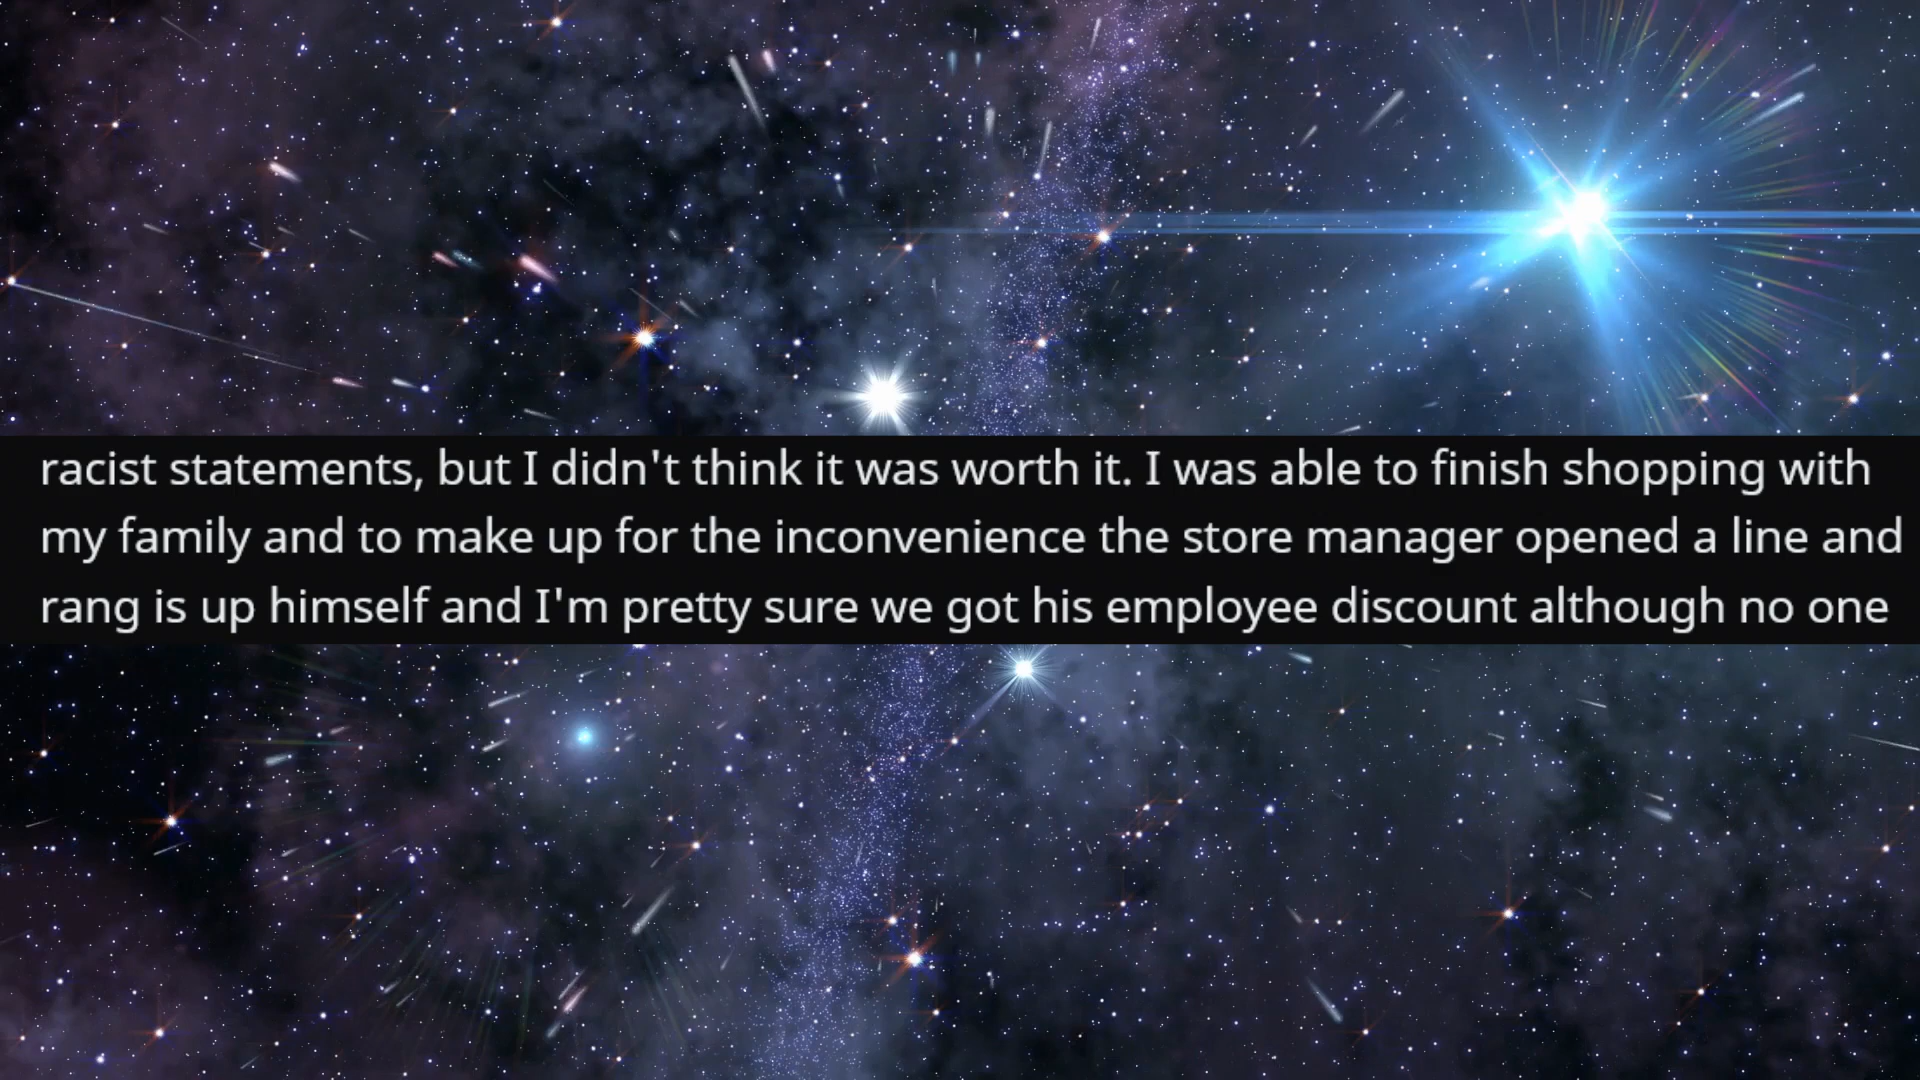 racist statements, but I didn't think it was worth it. I was able to finish shopping with
my family and to make up for the inconvenience the store manager opened a line and
rang is up himself and I'm pretty sure we got his employee discount although no one